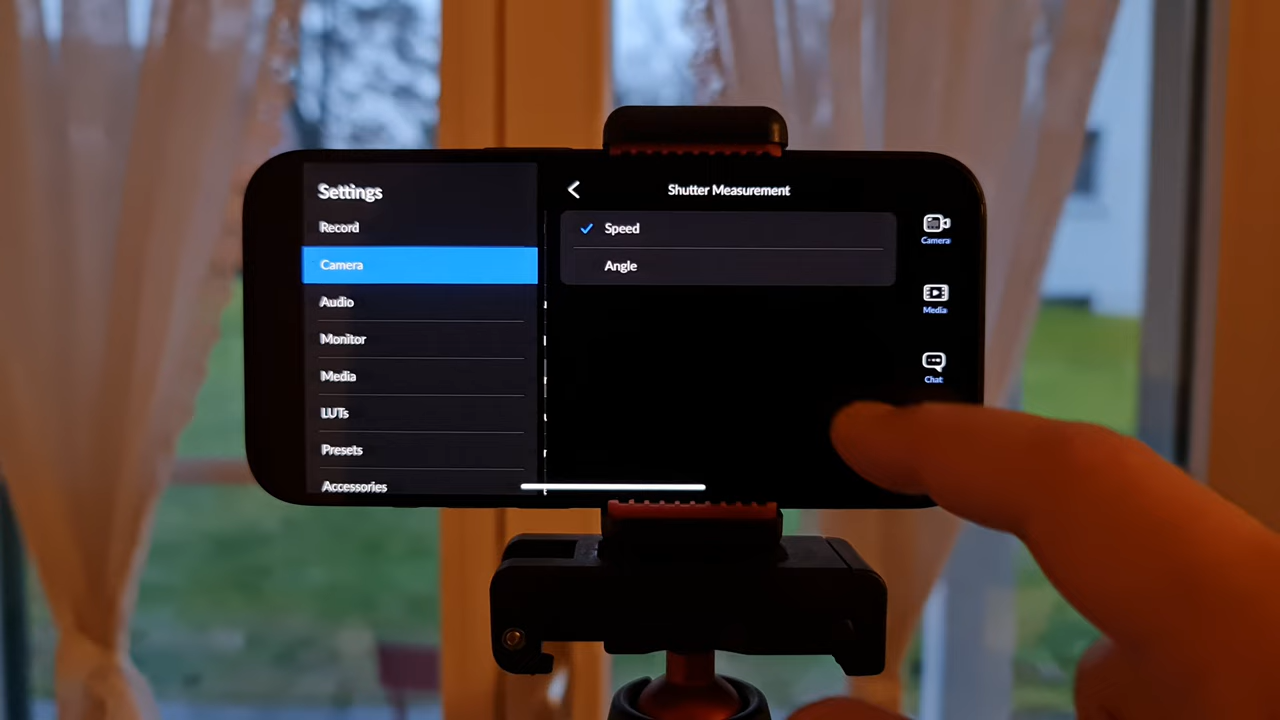 Settings
Record
Camera
Audio
Monitor
Media
LUTs
Presets
Accessories
Shutter Measurement
Speed
Angle
Camera
Media
Chat